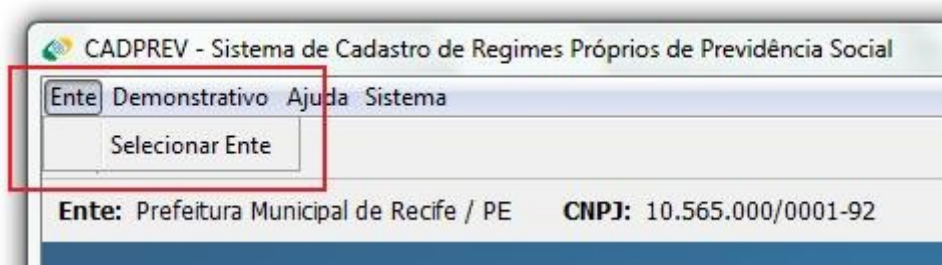 CADPREV - Sistema de Cadastro de Regimes Próprios de Previdência Social
Ente Demonstrativo Ajuda Sistema
Selecionar Ente
Ente: Prefeitura Municipal de Recife / PE CNPJ: 10.565.000/0001-92